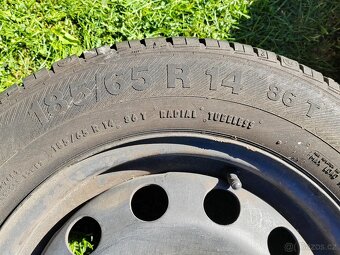 185/65 R 14 86 T
185/65 R 14 86 T RADIAL TUBELESS
bazos.cz